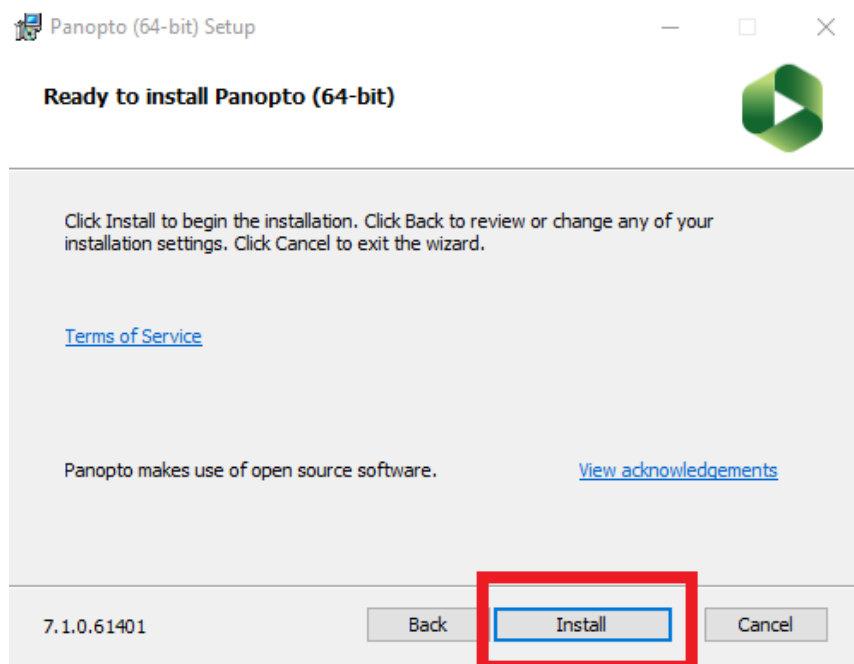 Panopto (64-bit) Setup
Ready to install Panopto (64-bit)
Click Install to begin the installation. Click Back to review or change any of your
installation settings. Click Cancel to exit the wizard.
Terms of Service
Panopto makes use of open source software. View acknowledgements
7.1.0.61401 Back Install Cancel